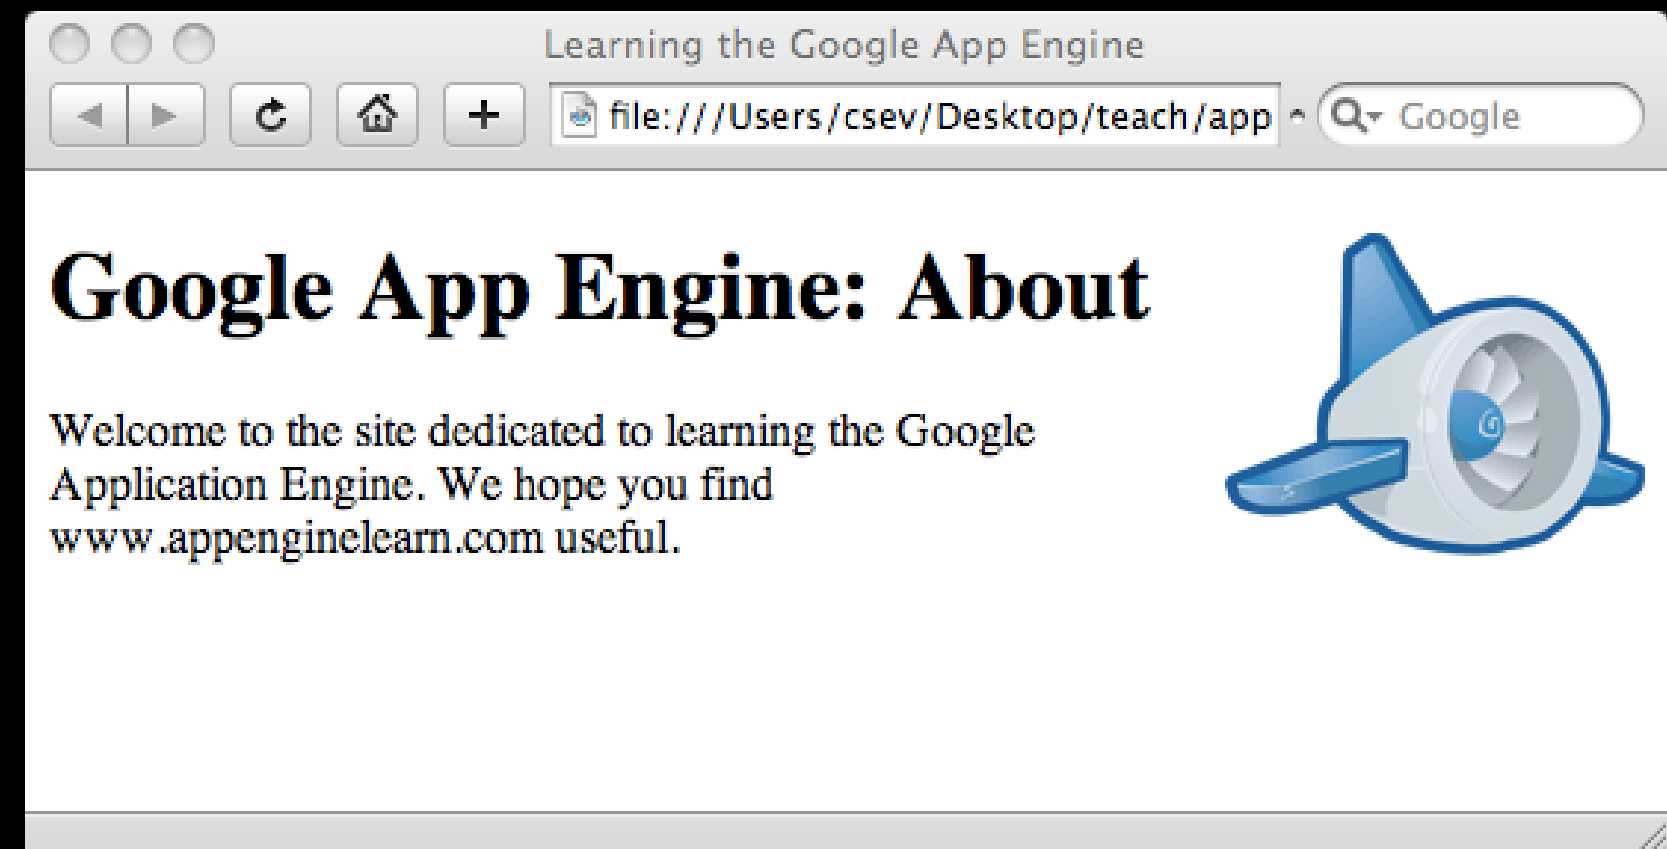 Learning the Google App Engine
file:///Users/csev/Desktop/teach/app
Google
Google App Engine: About
Welcome to the site dedicated to learning the Google
Application Engine. We hope you find
www.appenginelearn.com useful.